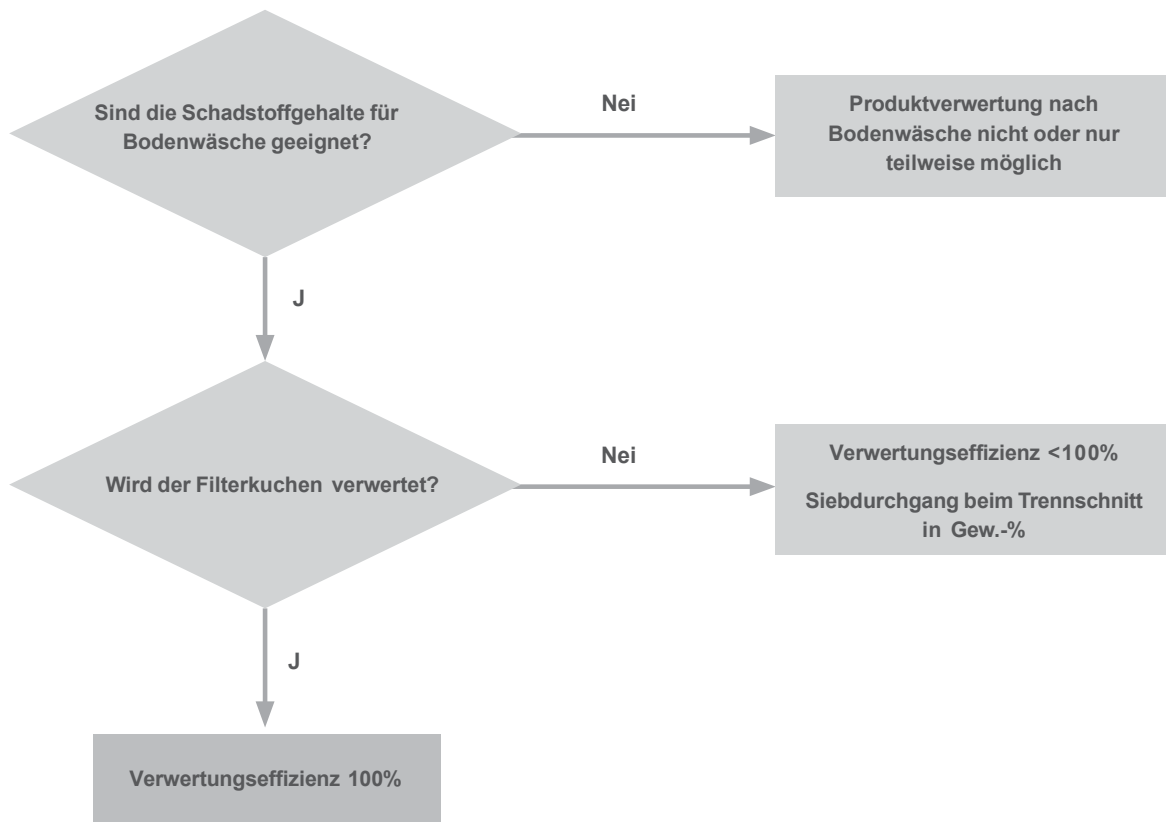 Sind die Schadstoffgehalte für
Bodenwäsche geeignet?
Nei
Produktverwertung nach
Bodenwäsche nicht oder nur
teilweise möglich
J
Wird der Filterkuchen verwertet?
Nei
Verwertungseffizienz <100%
Siebdurchgang beim Trennschnitt
in Gew.-%
J
Verwertungseffizienz 100%